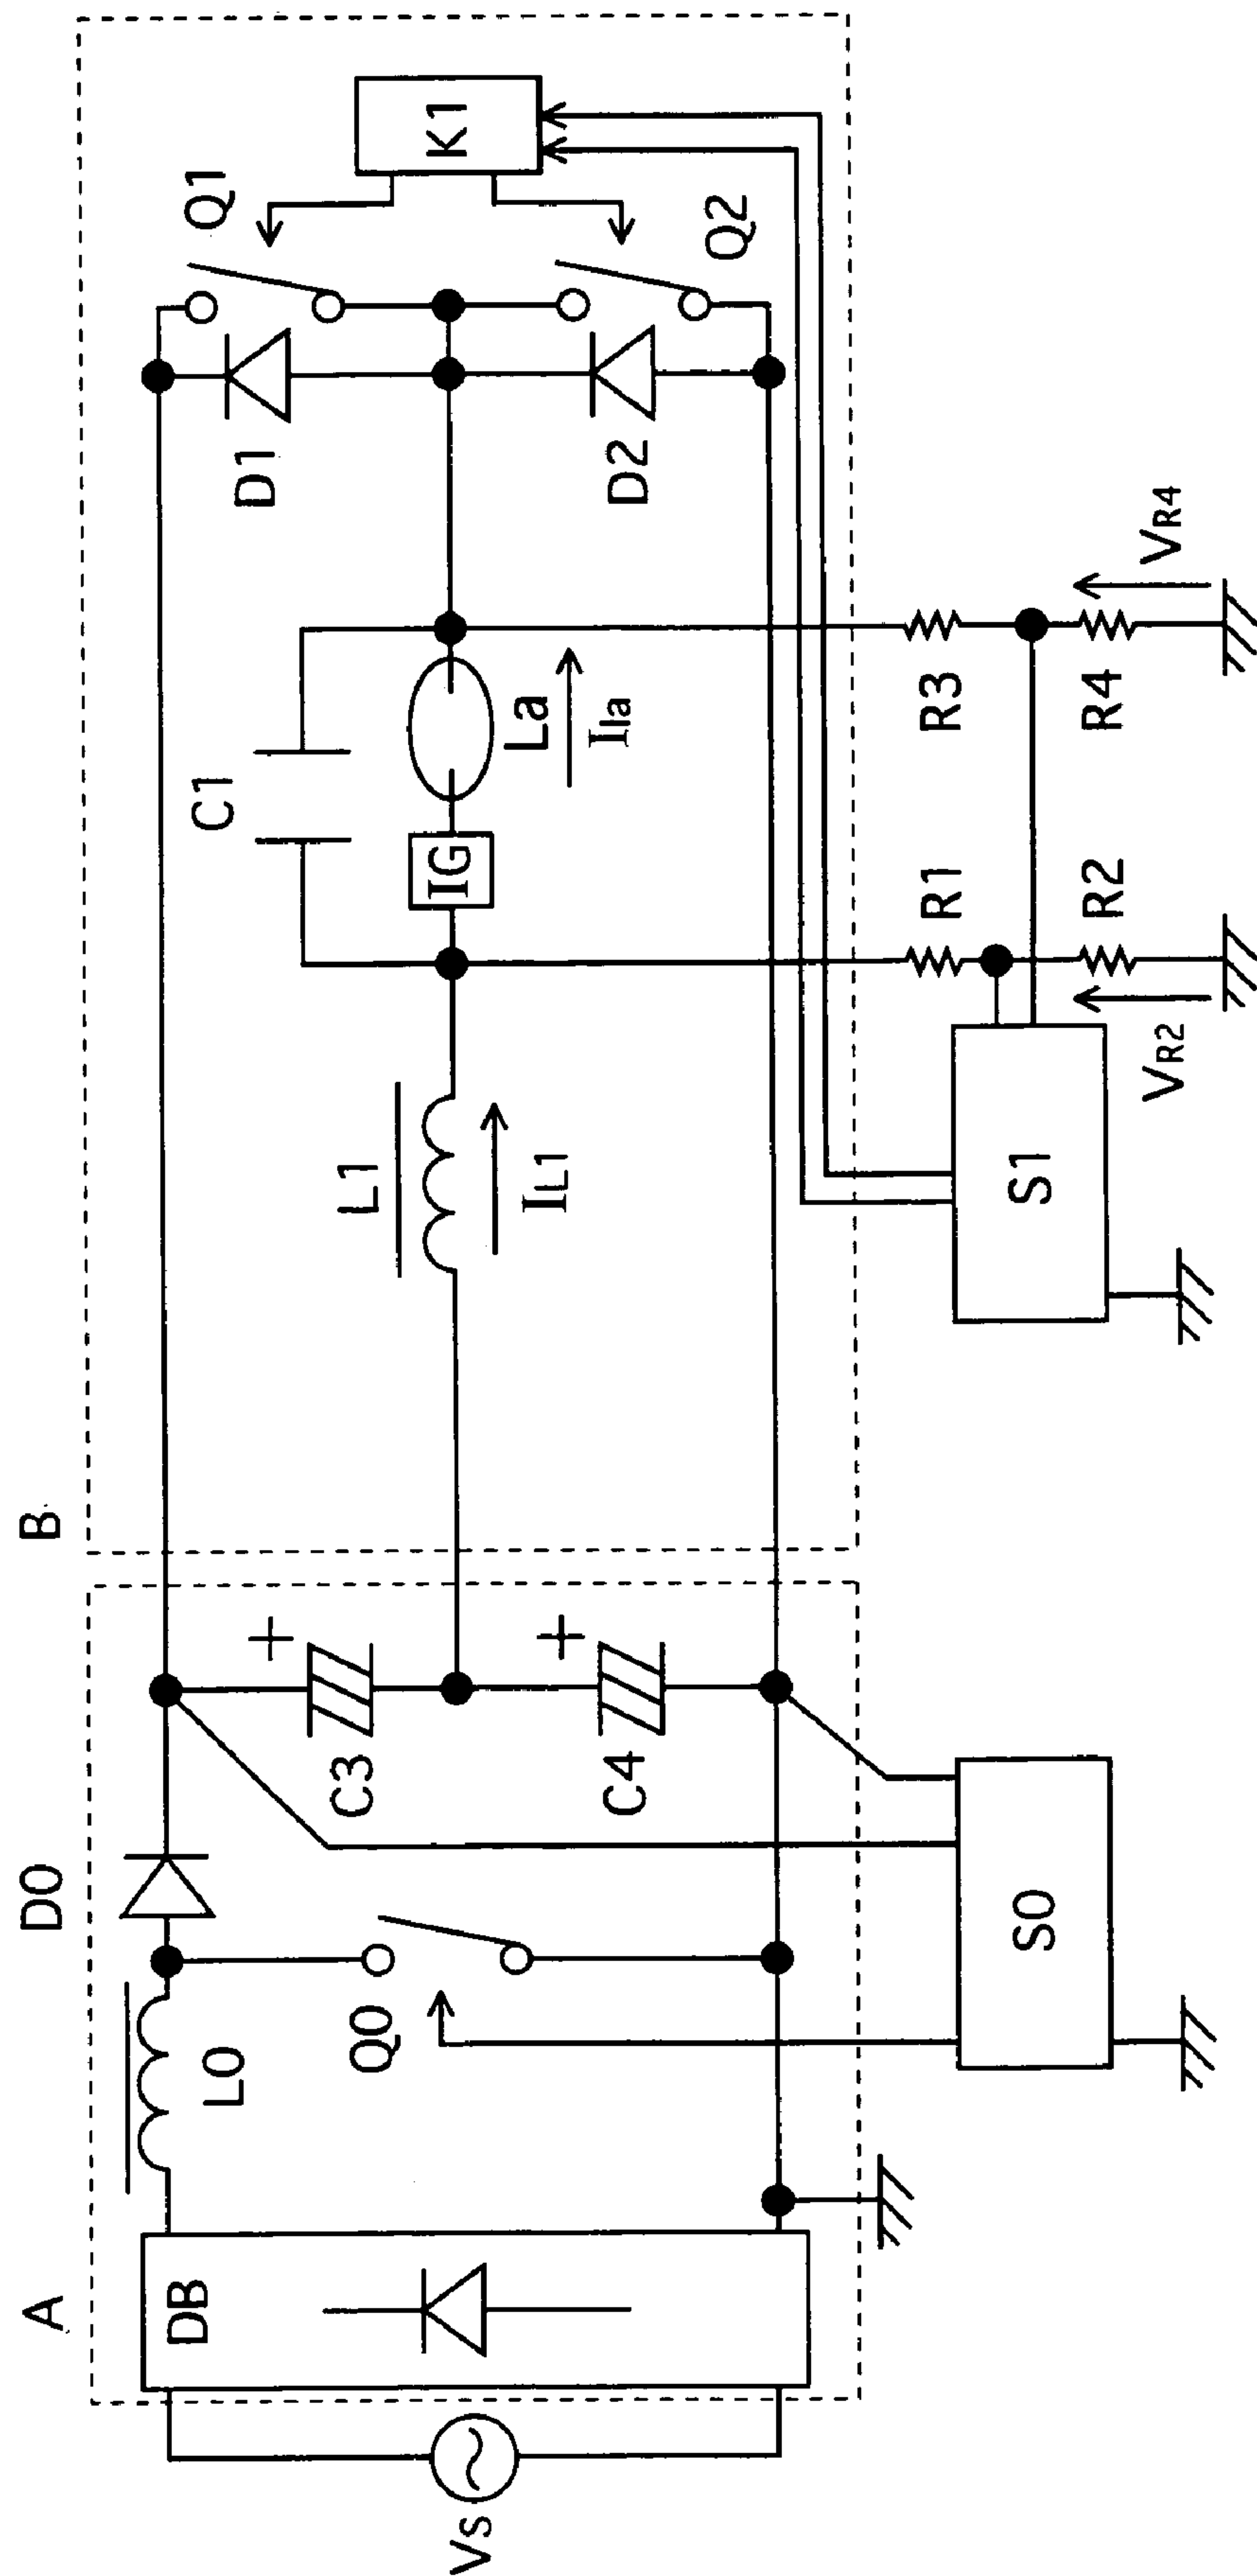 A
B
Vs
DB
L0
D0
Q0
C3
+
C4
+
S0
L1
IL1
C1
IG
La
Ila
D1
Q1
D2
Q2
K1
R1
R2
VR2
R3
R4
VR4
S1